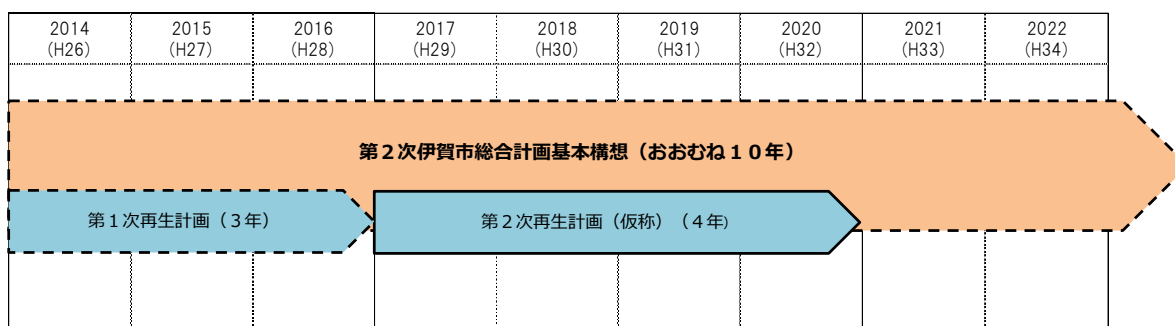 2014 2015 2016 2017 2018 2019 2020 2021 2022
(H26) (H27) (H28) (H29) (H30) (H31) (H32) (H33) (H34)
第２次伊賀市総合計画基本構想（おおむね１０年）
第１次再生計画（３年） 第２次再生計画（仮称）（４年）